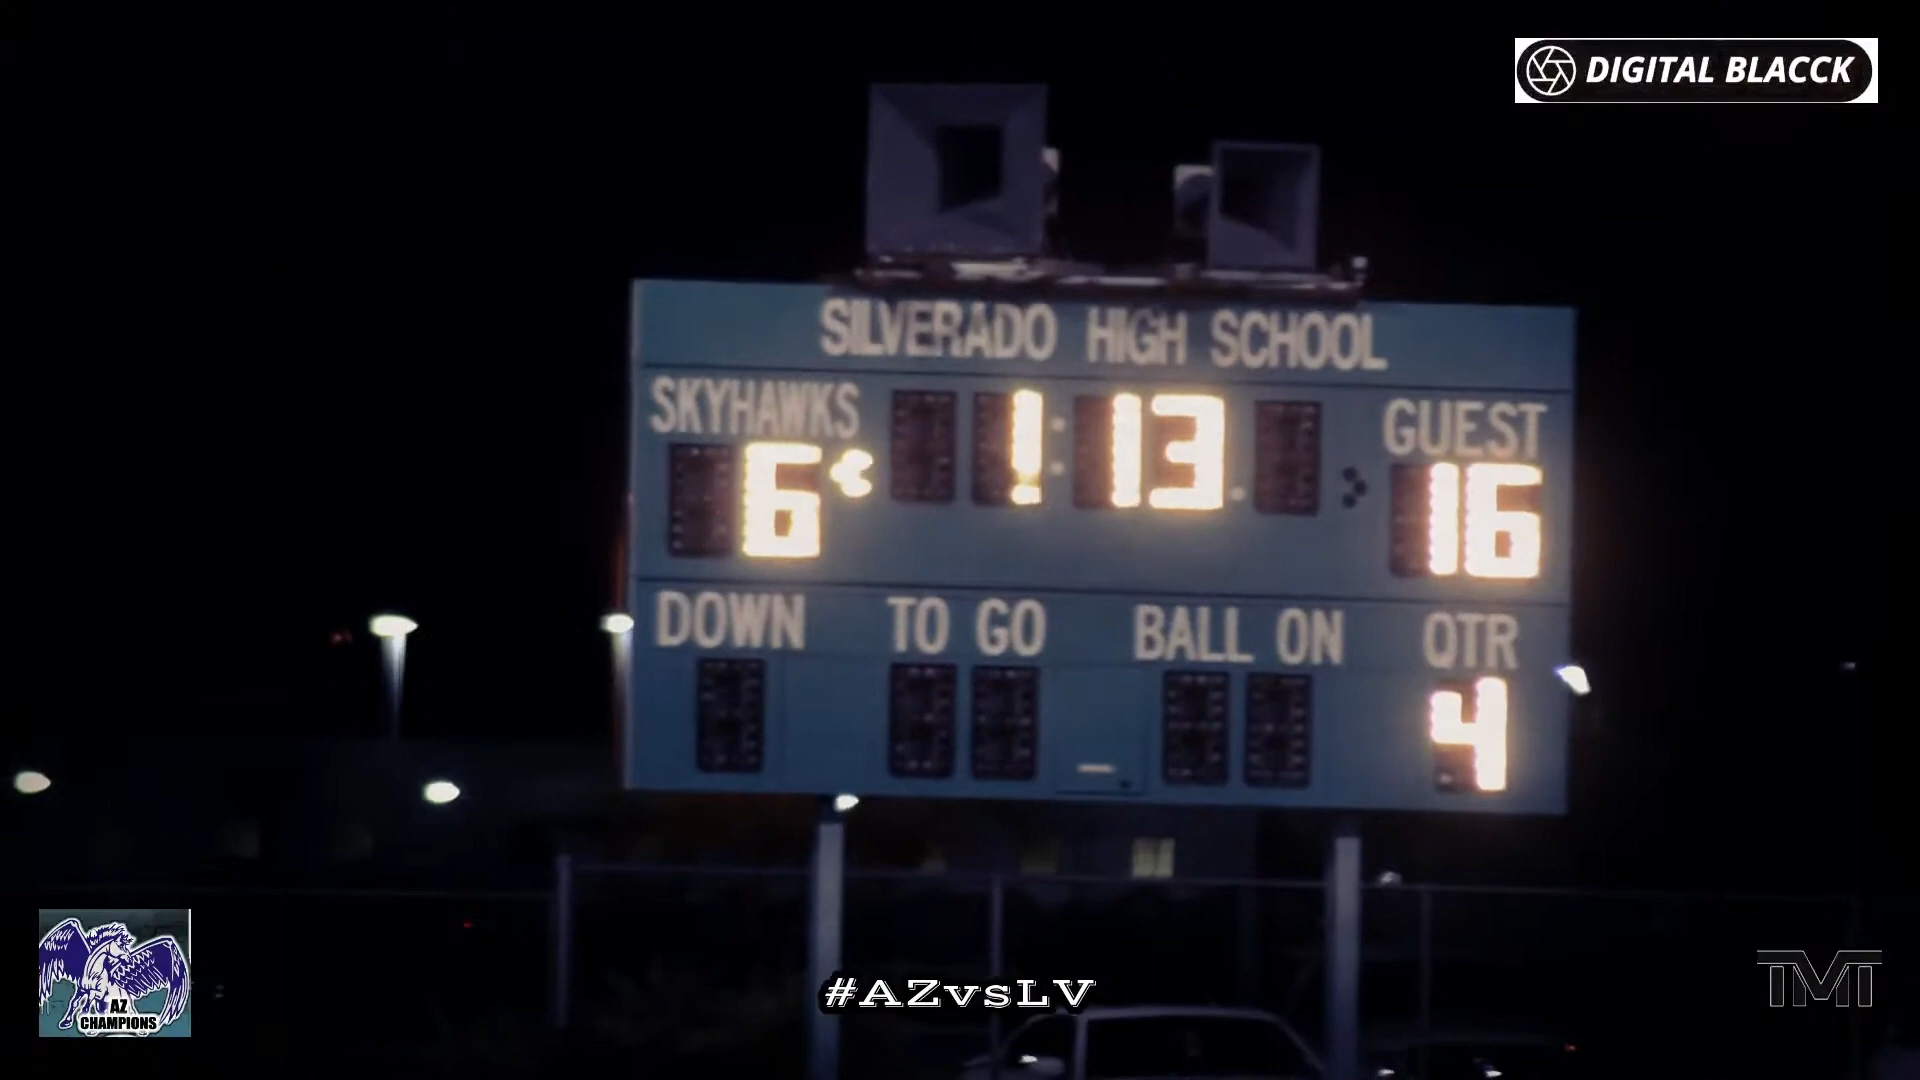 DIGITAL BLACCK
SILVERADO HIGH SCHOOL
SKYHAWKS
1:13
GUEST
6
16
DOWN
TO GO
BALL ON
QTR
4
AZ
CHAMPIONS
#AZvsLV
TMT